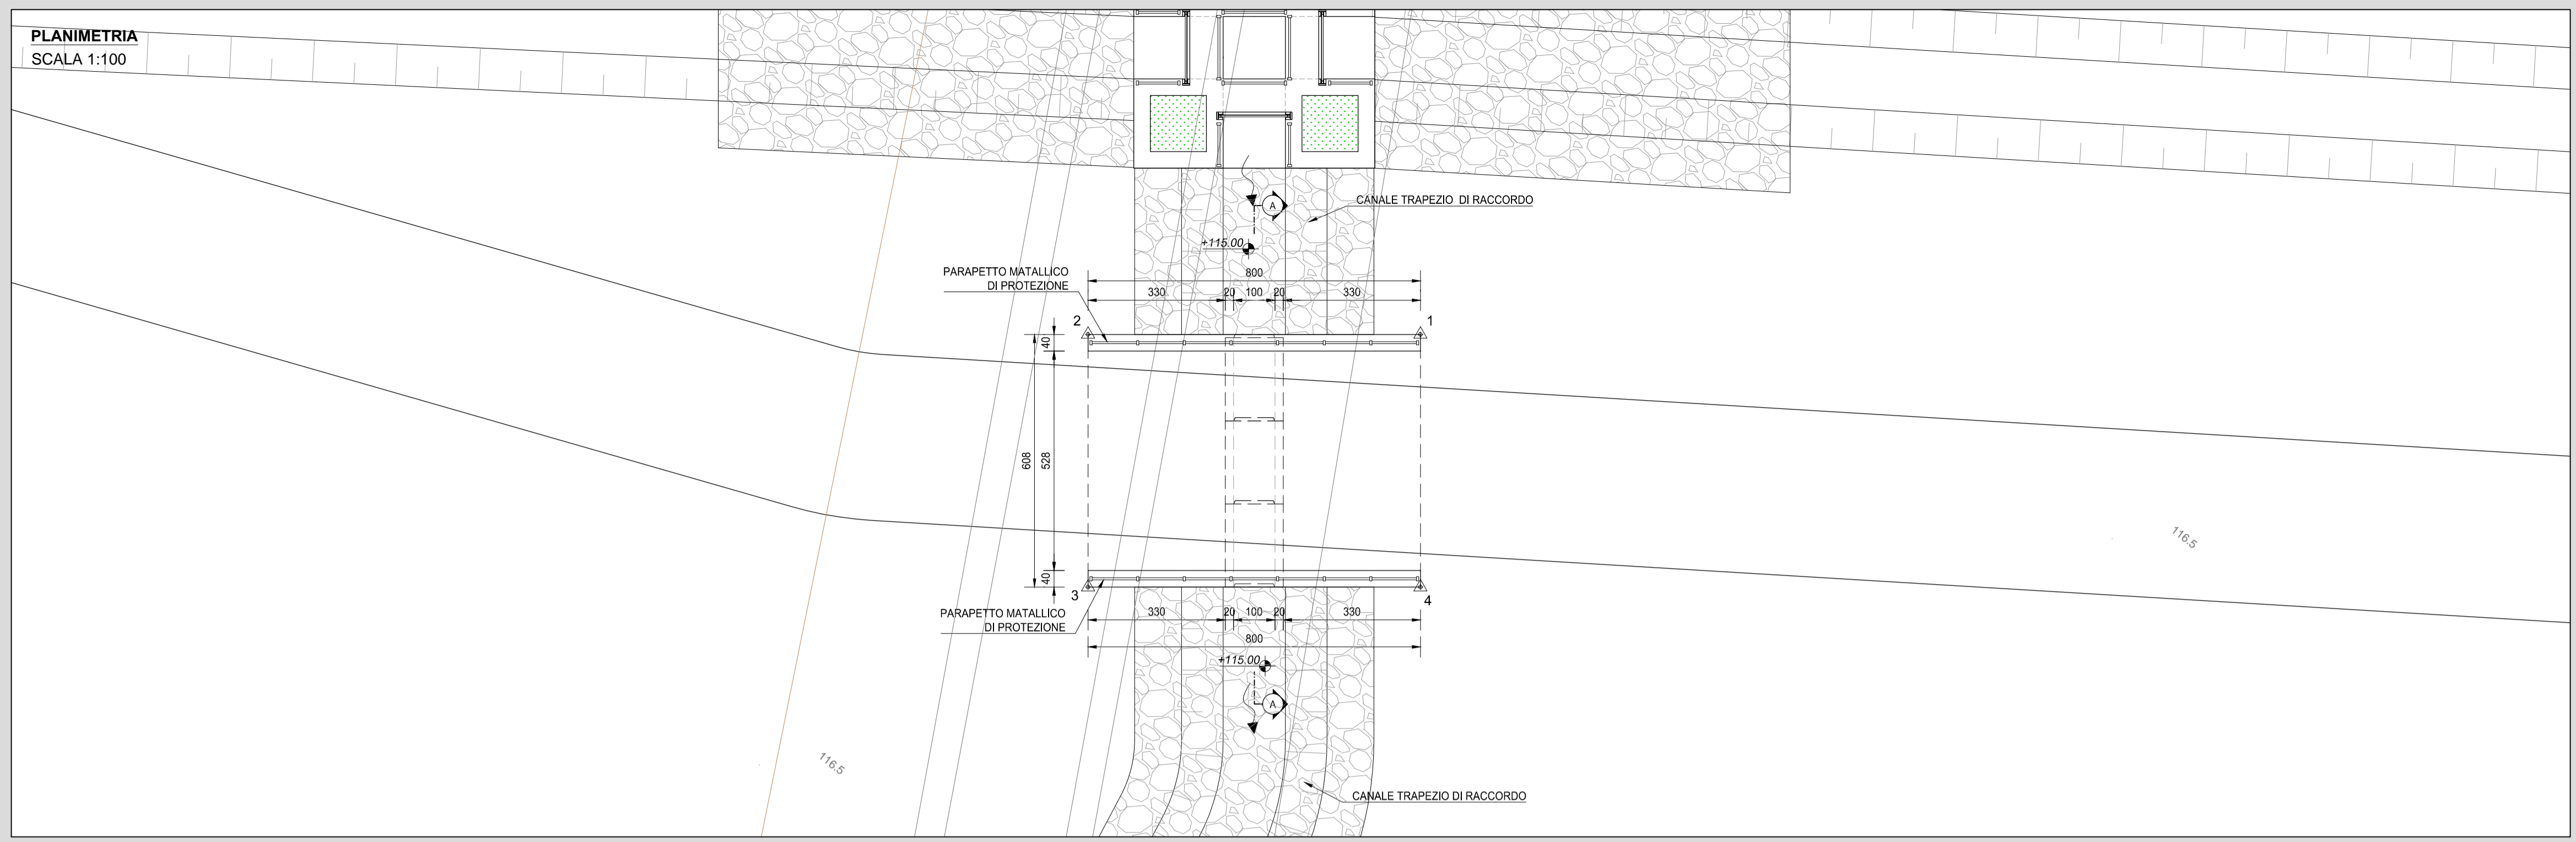 PLANIMETRIA
SCALA 1:100
A
CANALE TRAPEZIO DI RACCORDO
+115.00
PARAPETTO MATALLICO
DI PROTEZIONE
800
330 20 100 20 330
2
1
40
608
528
40
116.5
3
4
PARAPETTO MATALLICO
DI PROTEZIONE
330 20 100 20 330
800
+115.00
A
116.5
CANALE TRAPEZIO DI RACCORDO